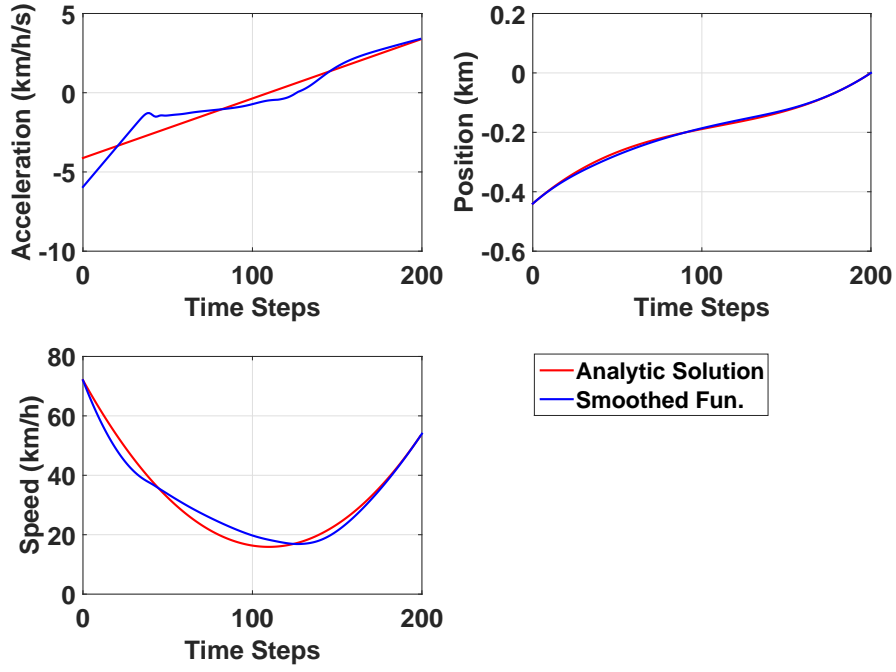 Acceleration (km/h/s)
5
0
-5
-10
0
100
200
Time Steps
Position (km)
0.2
0
-0.2
-0.4
-0.6
0
100
200
Time Steps
Speed (km/h)
80
60
40
20
0
0
100
200
Time Steps
Analytic Solution
Smoothed Fun.